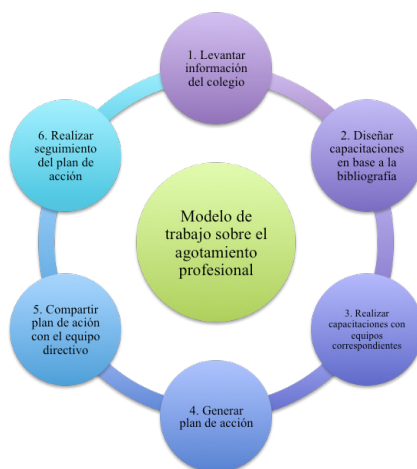 1. Levantar
información
del colegio
2. Diseñar
capacitaciones
en base a la
bibliografía
3. Realizar
capacitaciones con
equipos
correspondientes
4. Generar
plan de acción
5. Compartir
plan de ación
con el equipo
directivo
6. Realizar
seguimiento
del plan de
acción
Modelo de
trabajo sobre el
agotamiento
profesional